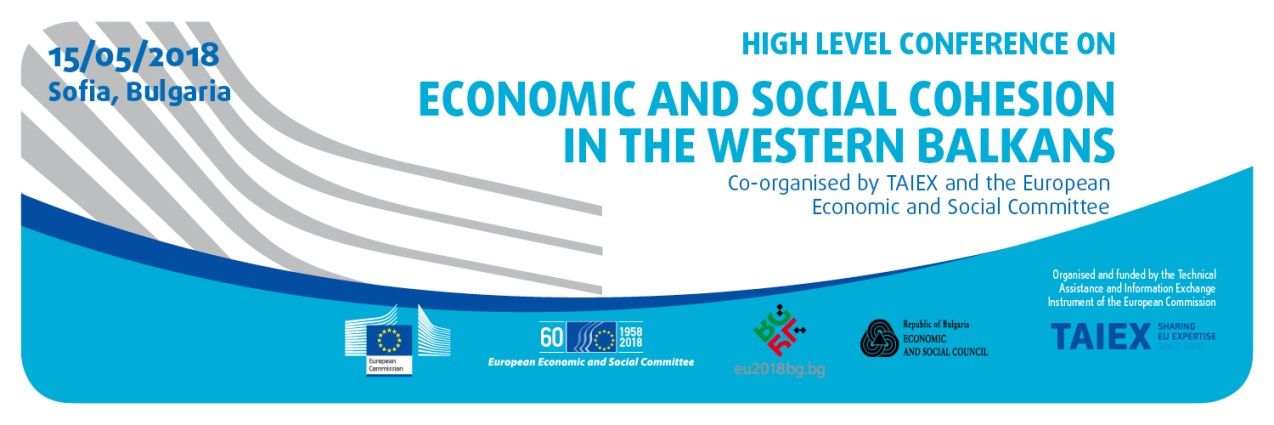 15/05/2018
Sofia, Bulgaria
HIGH LEVEL CONFERENCE ON
ECONOMIC AND SOCIAL COHESION
IN THE WESTERN BALKANS
Co-organised by TAIEX and the European
Economic and Social Committee
Organised and funded by the Technical
Assistance and Information Exchange
Instrument of the European Commission
European
Commission
60
1958
2018
European Economic and Social Committee
eu2018bg.bg
Republic of Bulgaria
ECONOMIC
AND SOCIAL COUNCIL
TAIEX
SHARING
EU EXPERTISE
SINCE 1996